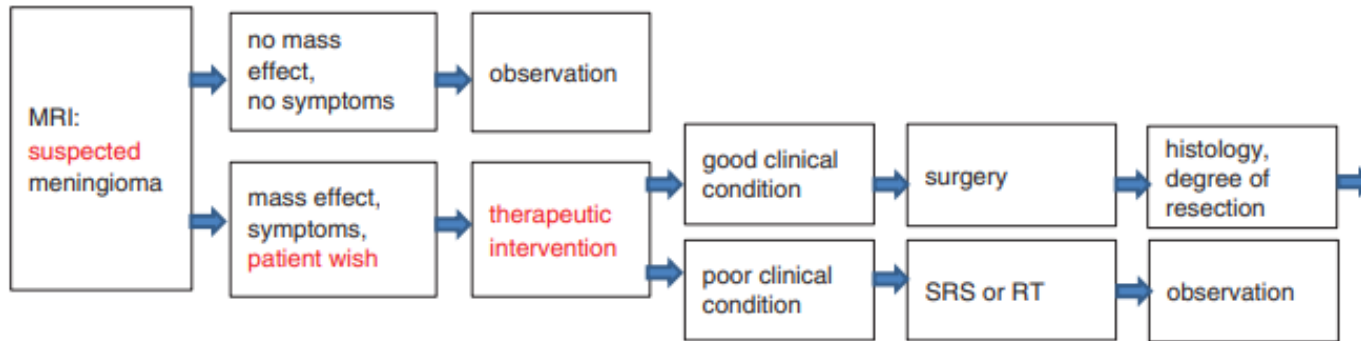 MRI:
suspected
meningioma
no mass
effect,
no symptoms
observation
mass effect,
symptoms,
patient wish
therapeutic
intervention
good clinical
condition
surgery
histology,
degree of
resection
poor clinical
condition
SRS or RT
observation